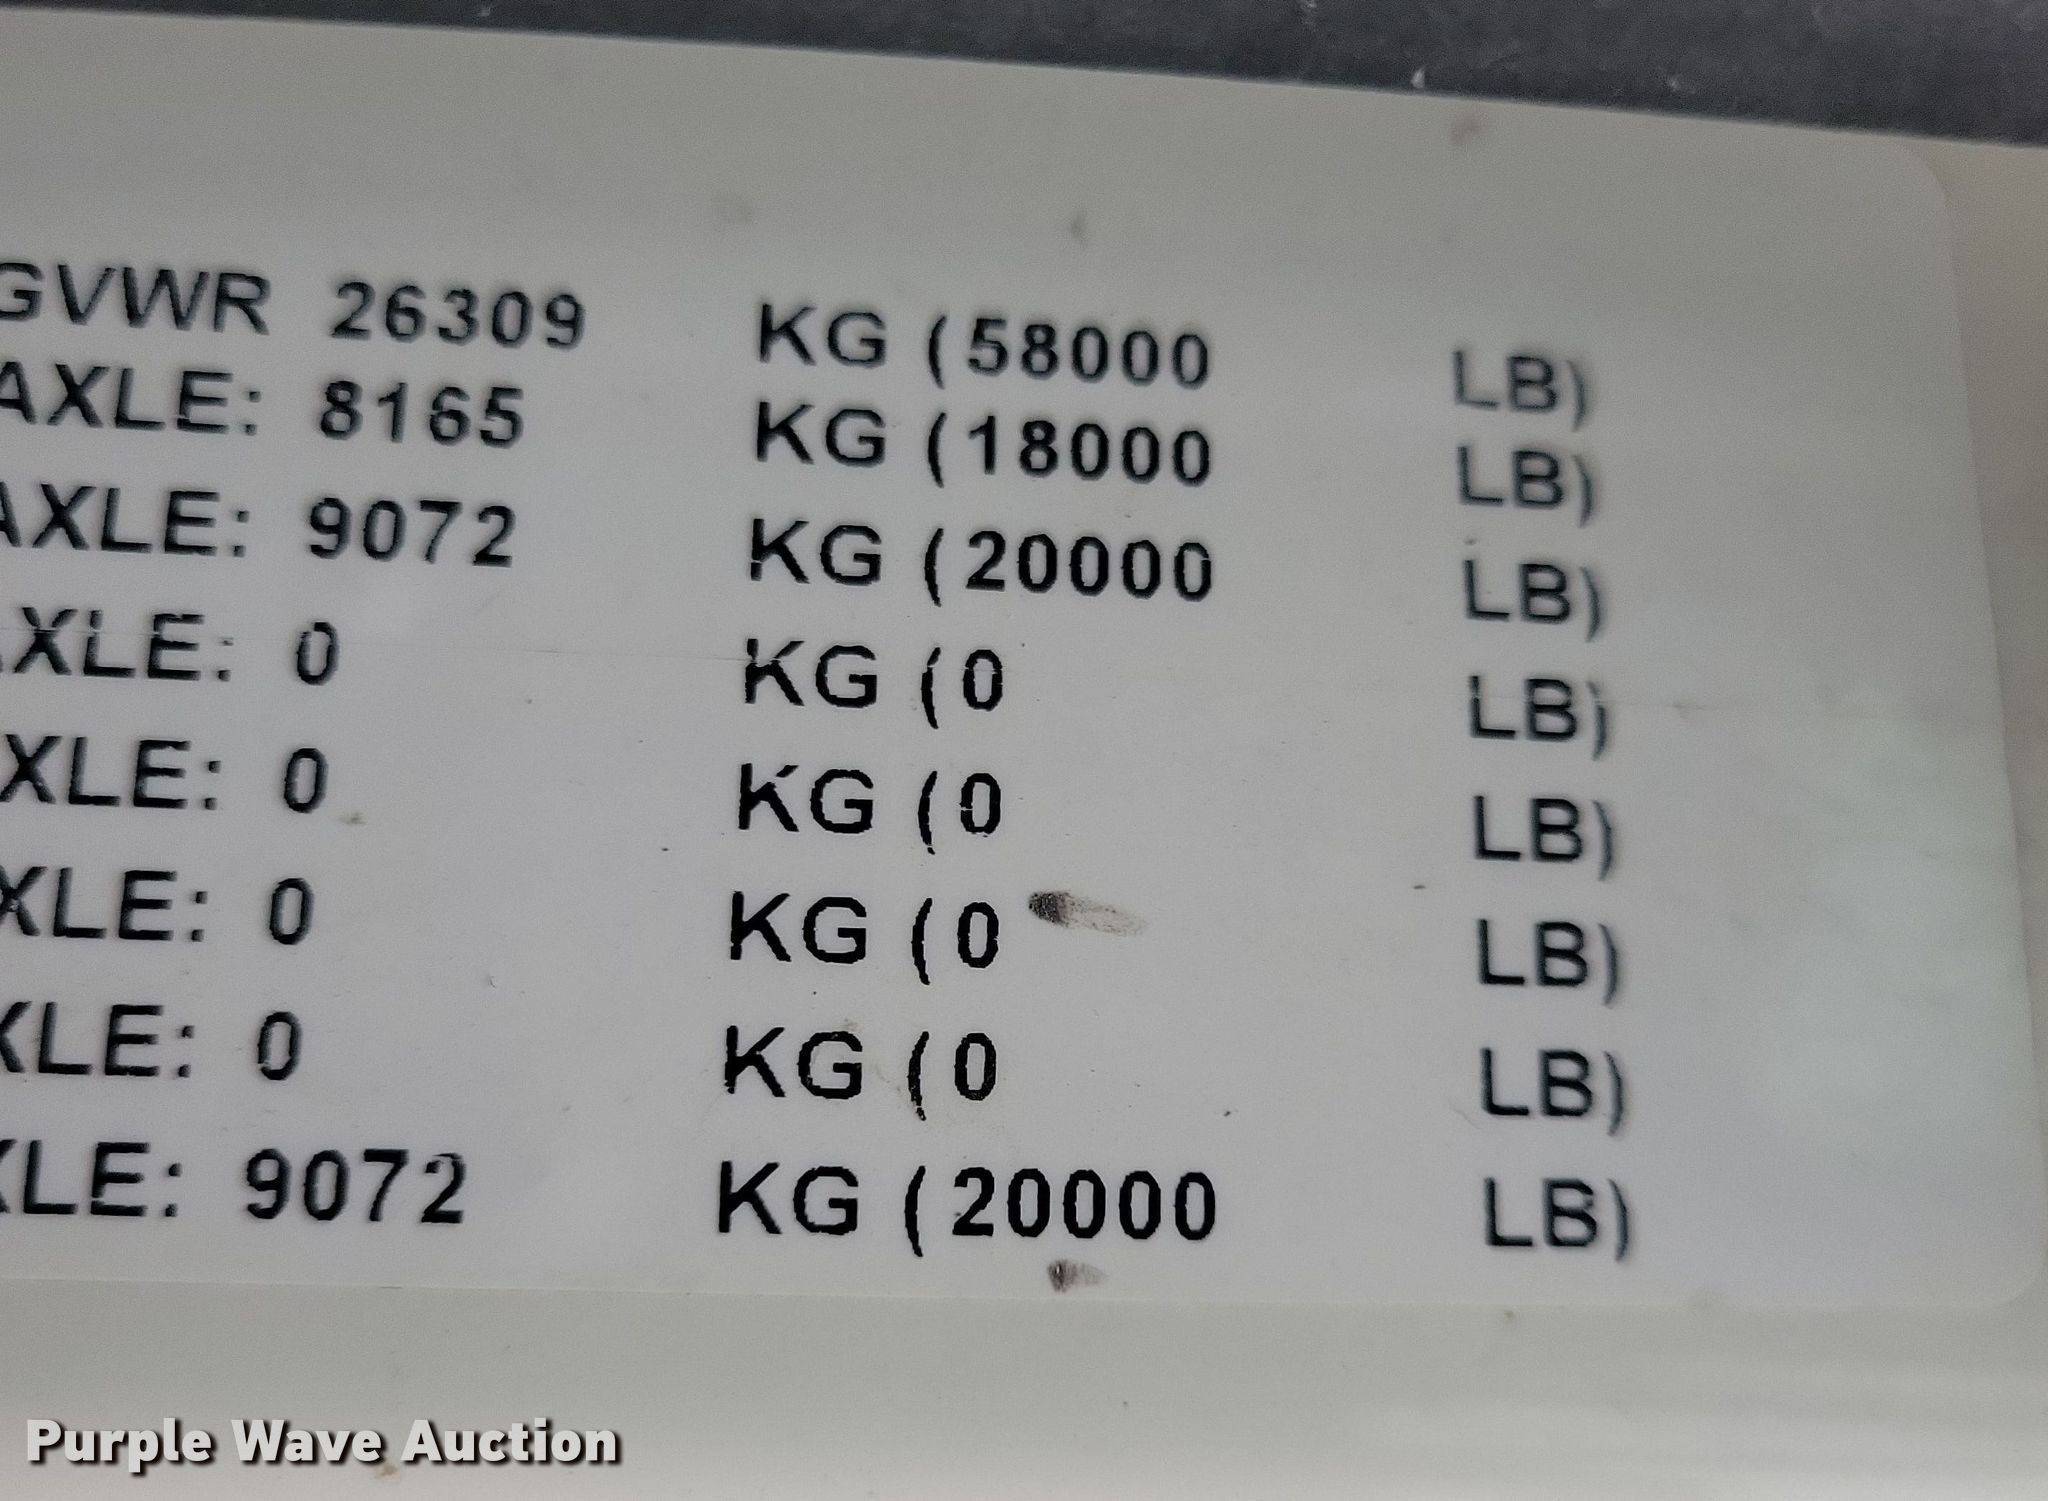 GVWR 26309 KG (58000 LB)
AXLE: 8165 KG (18000 LB)
AXLE: 9072 KG (20000 LB)
AXLE: 0 KG (0 LB)
XLE: 0 KG (0 LB)
XLE: 0 KG (0 LB)
XLE: 0 KG (0 LB)
XLE: 9072 KG (20000 LB)
Purple Wave Auction